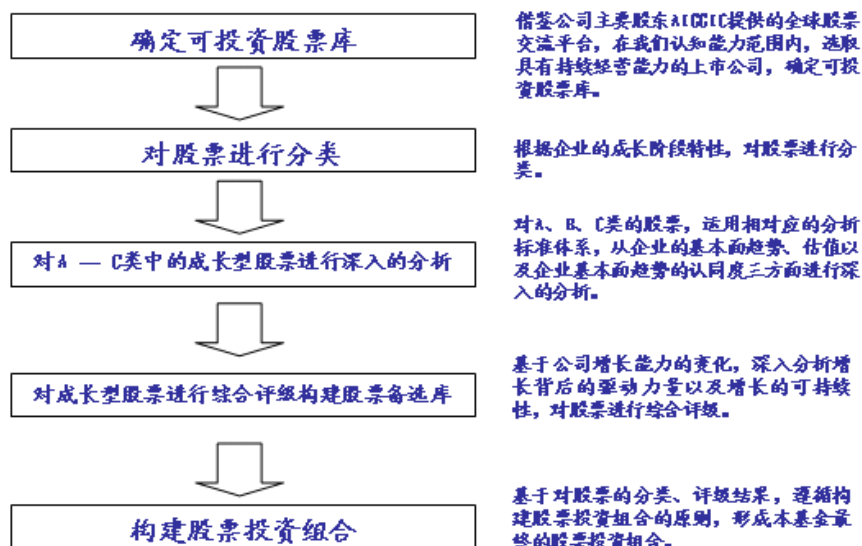 确定可投资股票库
借鉴公司主要股东AIGGIC提供的全球股票
交流平台，在我们认知能力范围内，选取
具有持续经营能力的上市公司，确定可投
资股票库。
对股票进行分类
根据企业的成长阶段特性，对股票进行分
类。
对A — C类中的成长型股票进行深入的分析
对A、B、C类的股票，运用相对应的分析
标准体系，从企业的基本面趋势、估值以
及企业基本面趋势的认同度三方面进行深
入的分析。
对成长型股票进行综合评级构建股票备选库
基于公司增长能力的变化，深入分析增
长背后的驱动力量以及增长的可持续
性，对股票进行综合评级。
构建股票投资组合
基于对股票的分类、评级结果，遵循构
建股票投资组合的原则，形成本基金最
终的股票投资组合。